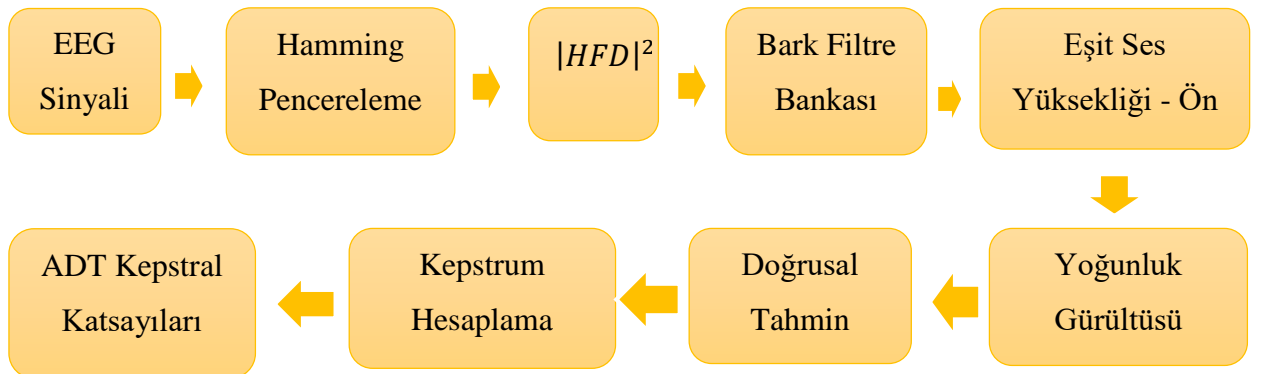 EEG
Sinyali
Hamming
Pencereleme
|HFD|²
Bark Filtre
Bankası
Eşit Ses
Yüksekliği - Ön
Yoğunluk
Gürültüsü
Doğrusal
Tahmin
Kepstrum
Hesaplama
ADT Kepstral
Katsayıları